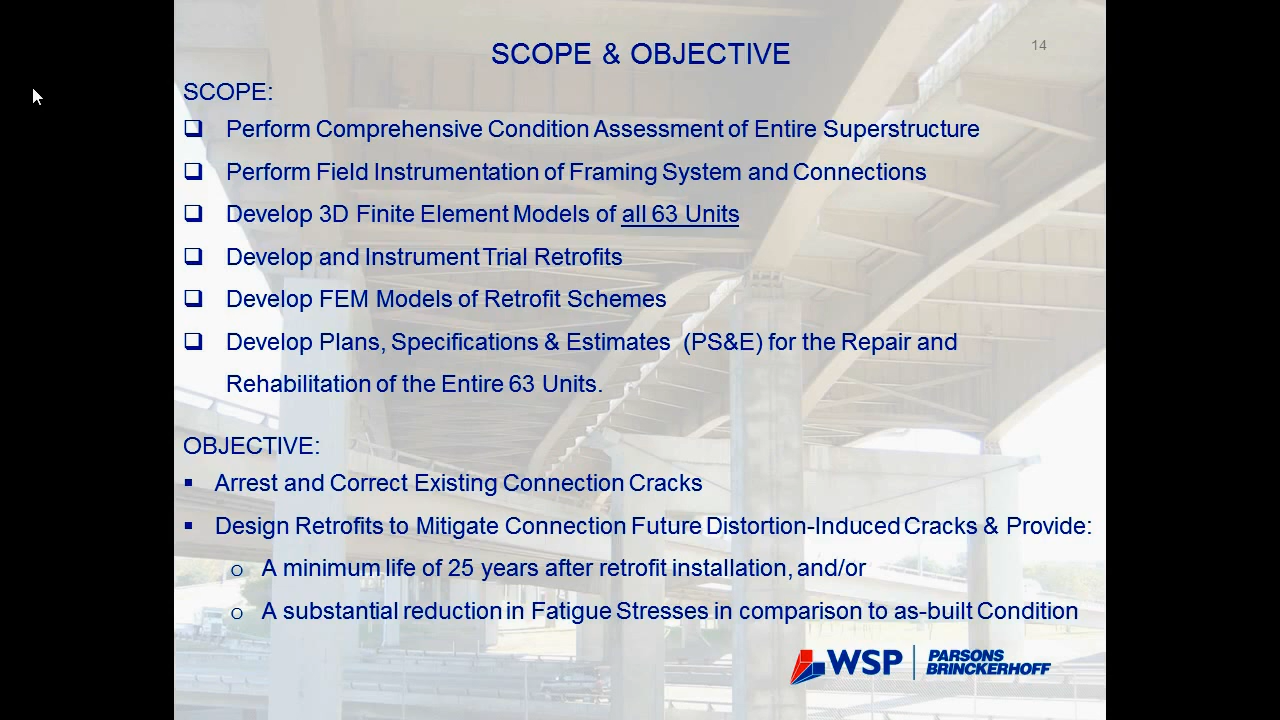 14
SCOPE & OBJECTIVE
SCOPE:
Perform Comprehensive Condition Assessment of Entire Superstructure
Perform Field Instrumentation of Framing System and Connections
Develop 3D Finite Element Models of all 63 Units
Develop and Instrument Trial Retrofits
Develop FEM Models of Retrofit Schemes
Develop Plans, Specifications & Estimates (PS&E) for the Repair and
Rehabilitation of the Entire 63 Units.
OBJECTIVE:
Arrest and Correct Existing Connection Cracks
Design Retrofits to Mitigate Connection Future Distortion-Induced Cracks & Provide:
A minimum life of 25 years after retrofit installation, and/or
A substantial reduction in Fatigue Stresses in comparison to as-built Condition
WSP | PARSONS
BRINCKERHOFF